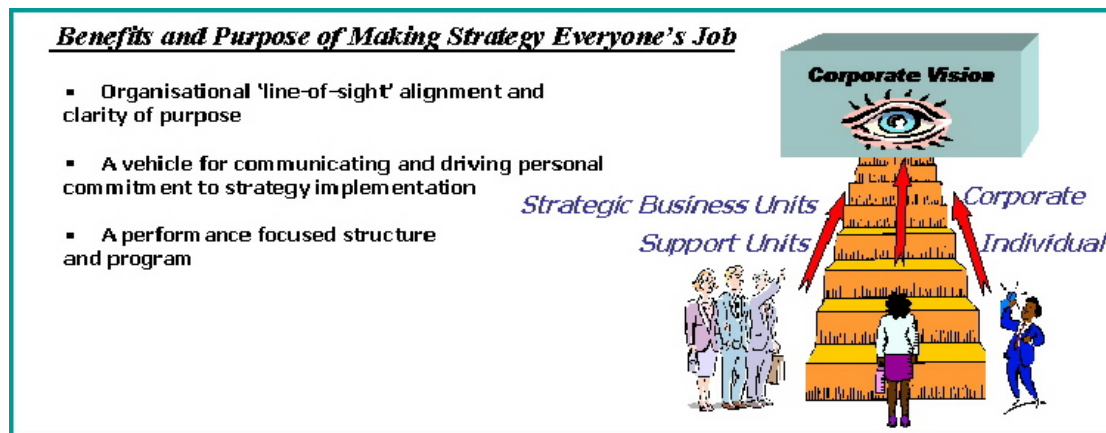 Benefits and Purpose of Making Strategy Everyone's Job
▪ Organisational 'line-of-sight' alignment and
clarity of purpose
▪ A vehicle for communicating and driving personal
commitment to strategy implementation
▪ A performance focused structure
and program
Corporate Vision
Strategic Business Units
Corporate
Support Units
Individual